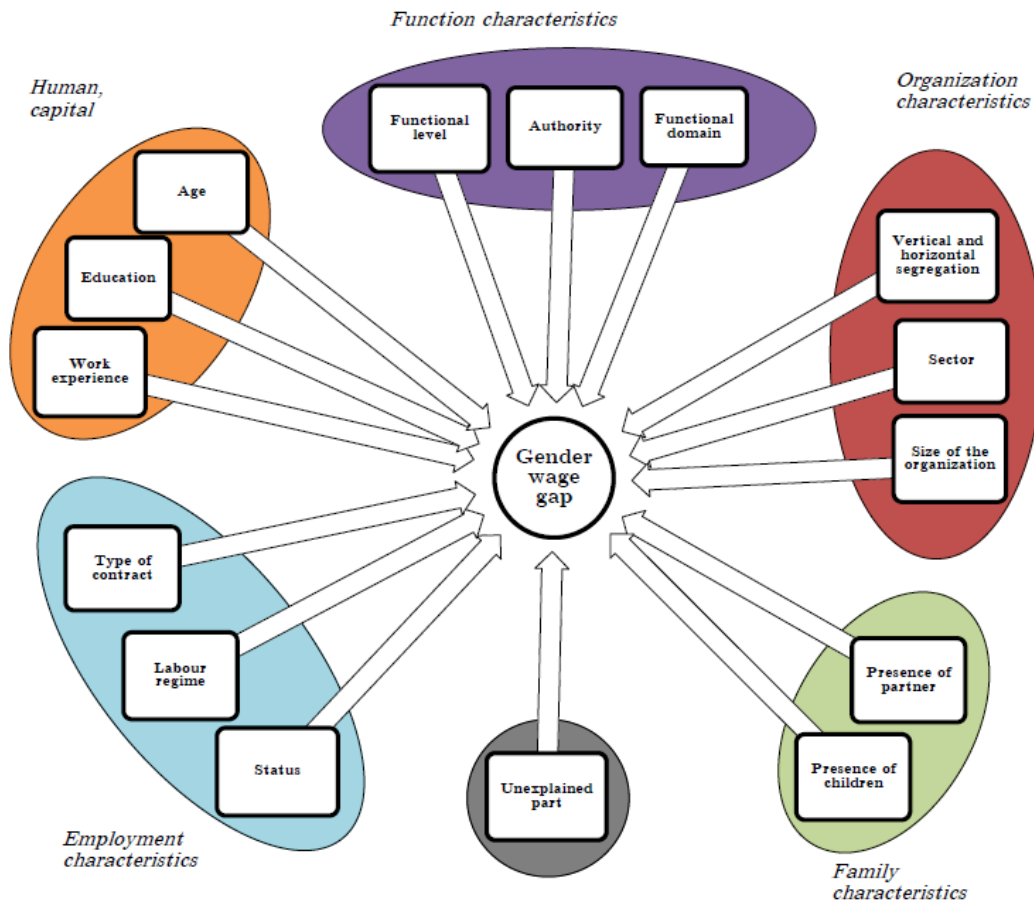 Function characteristics
Human,
capital
Organization
characteristics
Functional
level
Authority
Functional
domain
Age
Education
Work
experience
Vertical and
horizontal
segregation
Sector
Size of the
organization
Gender
wage
gap
Type of
contract
Labour
regime
Status
Unexplained
part
Presence of
partner
Presence of
children
Employment
characteristics
Family
characteristics